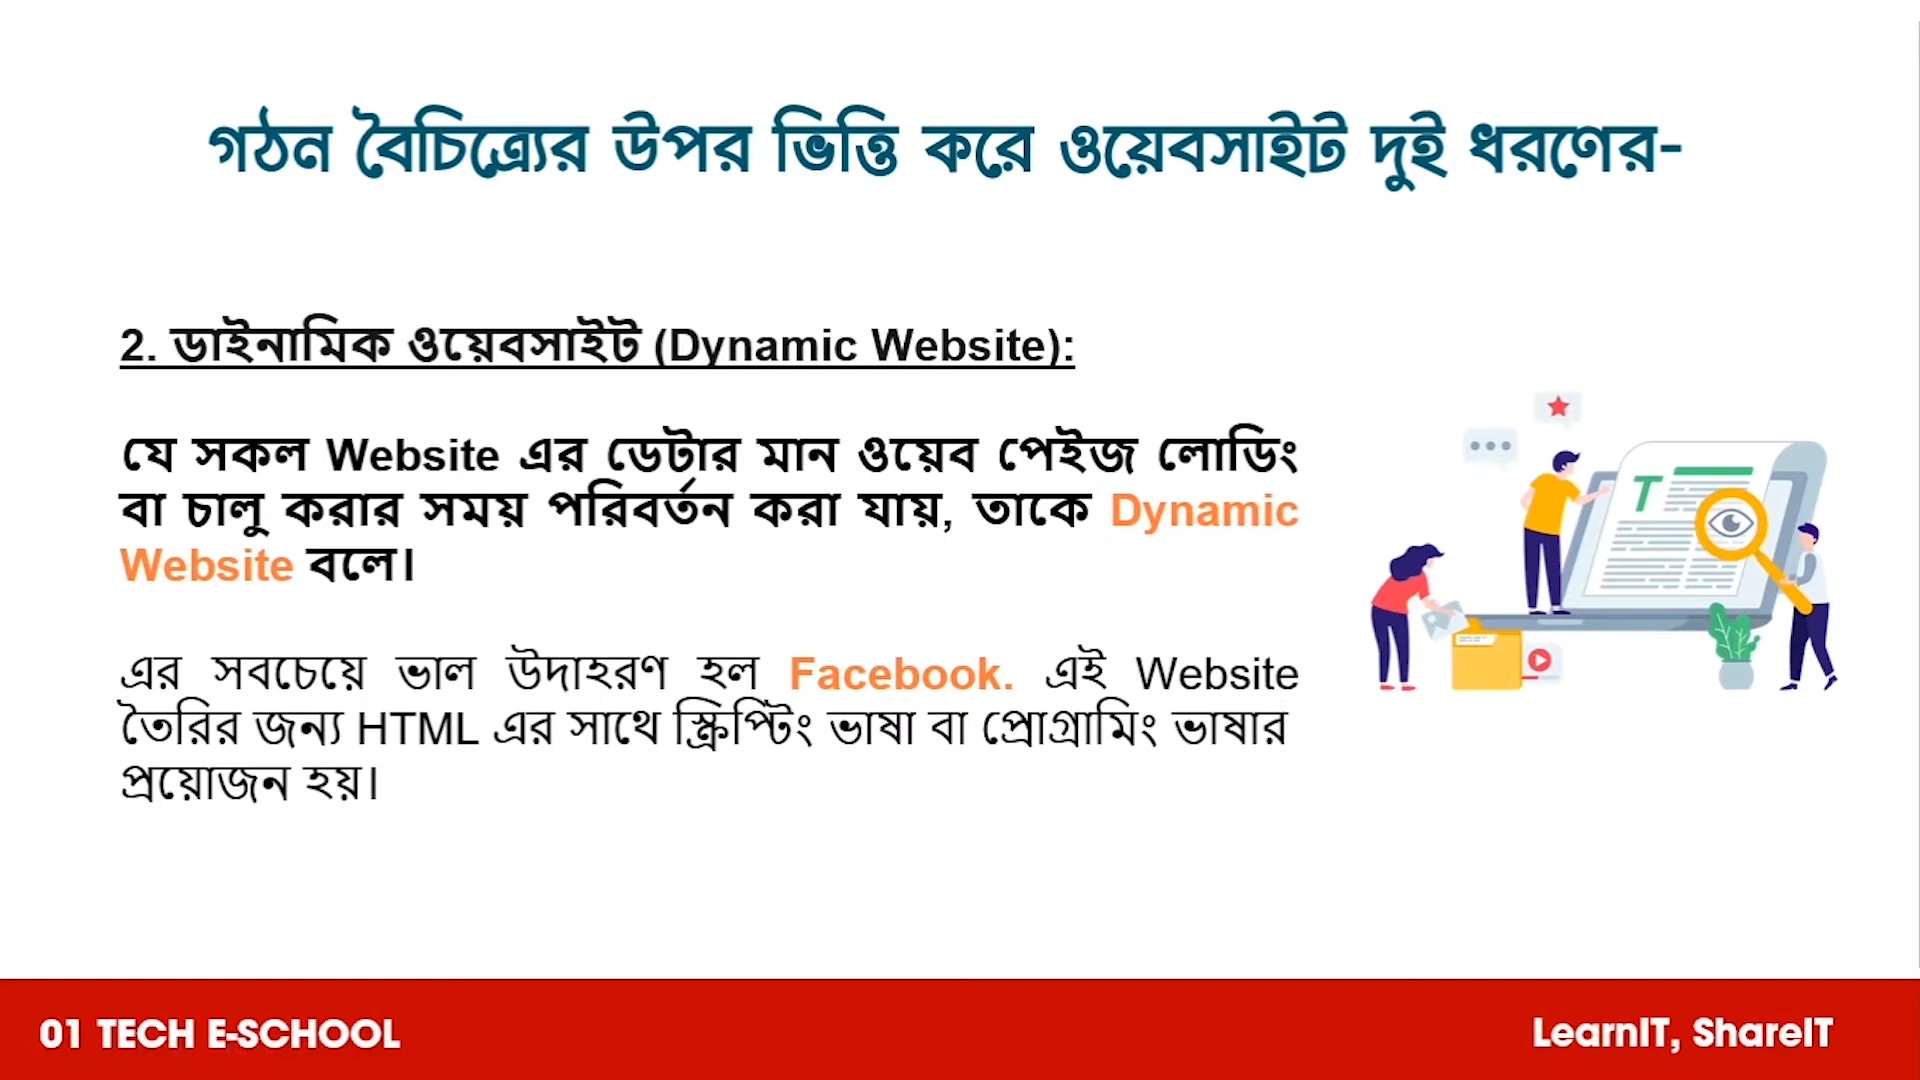 গঠন বৈচিত্র্যের উপর ভিত্তি করে ওয়েবসাইট দুই ধরণের-
2. ডাইনামিক ওয়েবসাইট (Dynamic Website):
যে সকল Website এর ডেটার মান ওয়েব পেইজ লোডিং
বা চালু করার সময় পরিবর্তন করা যায়, তাকে Dynamic
Website বলে।
এর সবচেয়ে ভাল উদাহরণ হল Facebook. এই Website
তৈরির জন্য HTML এর সাথে স্ক্রিপ্টিং ভাষা বা প্রোগ্রামিং ভাষার
প্রয়োজন হয়।
T
01 TECH E-SCHOOL
LearnIT, ShareIT